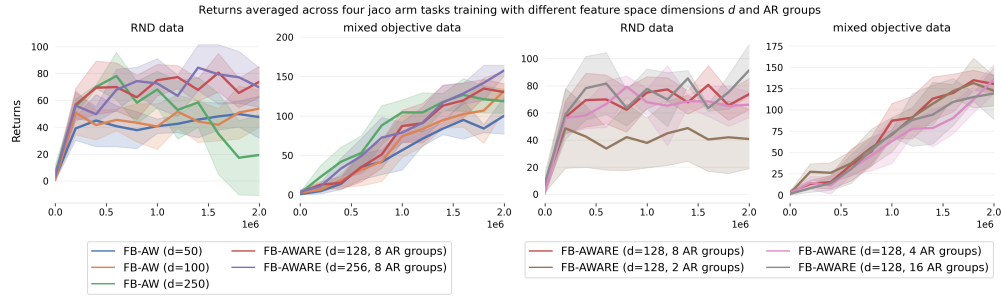 Returns averaged across four jaco arm tasks training with different feature space dimensions d and AR groups
RND data
mixed objective data
RND data
mixed objective data
Returns
100
80
60
40
20
0
0.0 0.5 1.0 1.5 2.0
1e6
200
150
100
50
0
0.0 0.5 1.0 1.5 2.0
1e6
100
80
60
40
20
0
0.0 0.5 1.0 1.5 2.0
1e6
175
150
125
100
75
50
25
0
0.0 0.5 1.0 1.5 2.0
1e6
FB-AW (d=50)
FB-AW (d=100)
FB-AW (d=250)
FB-AWARE (d=128, 8 AR groups)
FB-AWARE (d=256, 8 AR groups)
FB-AWARE (d=128, 8 AR groups)
FB-AWARE (d=128, 2 AR groups)
FB-AWARE (d=128, 4 AR groups)
FB-AWARE (d=128, 16 AR groups)